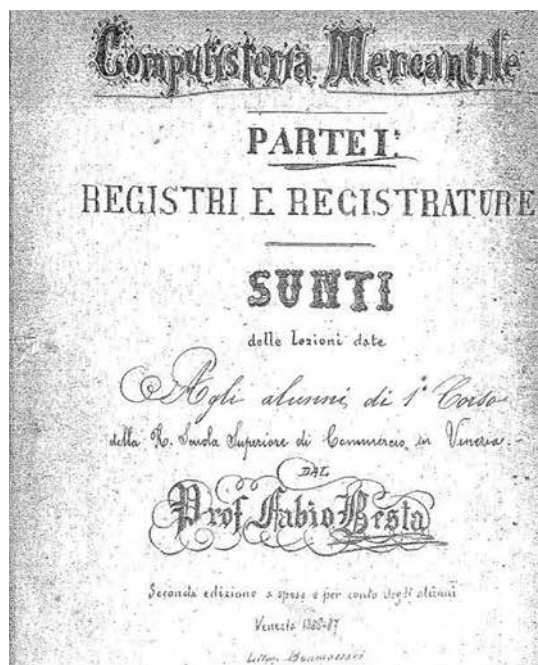 Computisteria Mercantile
PARTE I.ª
REGISTRI E REGISTRATURE
SUNTI
delle Lezioni date
Agli alunni di 1º Corso
della R. Scuola Superiore di Commercio in Venezia.-
DAL
Prof. Fabio Besta
Seconda edizione a spese e per conto degli alunni
Venezia 1886-87